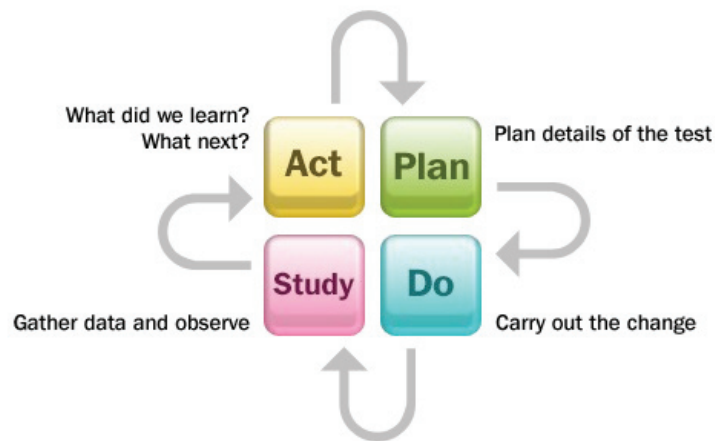 What did we learn?
What next?
Act
Plan
Plan details of the test
Study
Do
Gather data and observe
Carry out the change